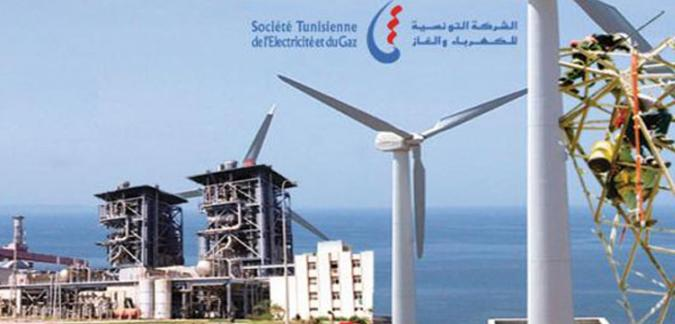 Société Tunisienne
de l'Electricité et du Gaz
الشركة التونسية
للكهرباء والغاز